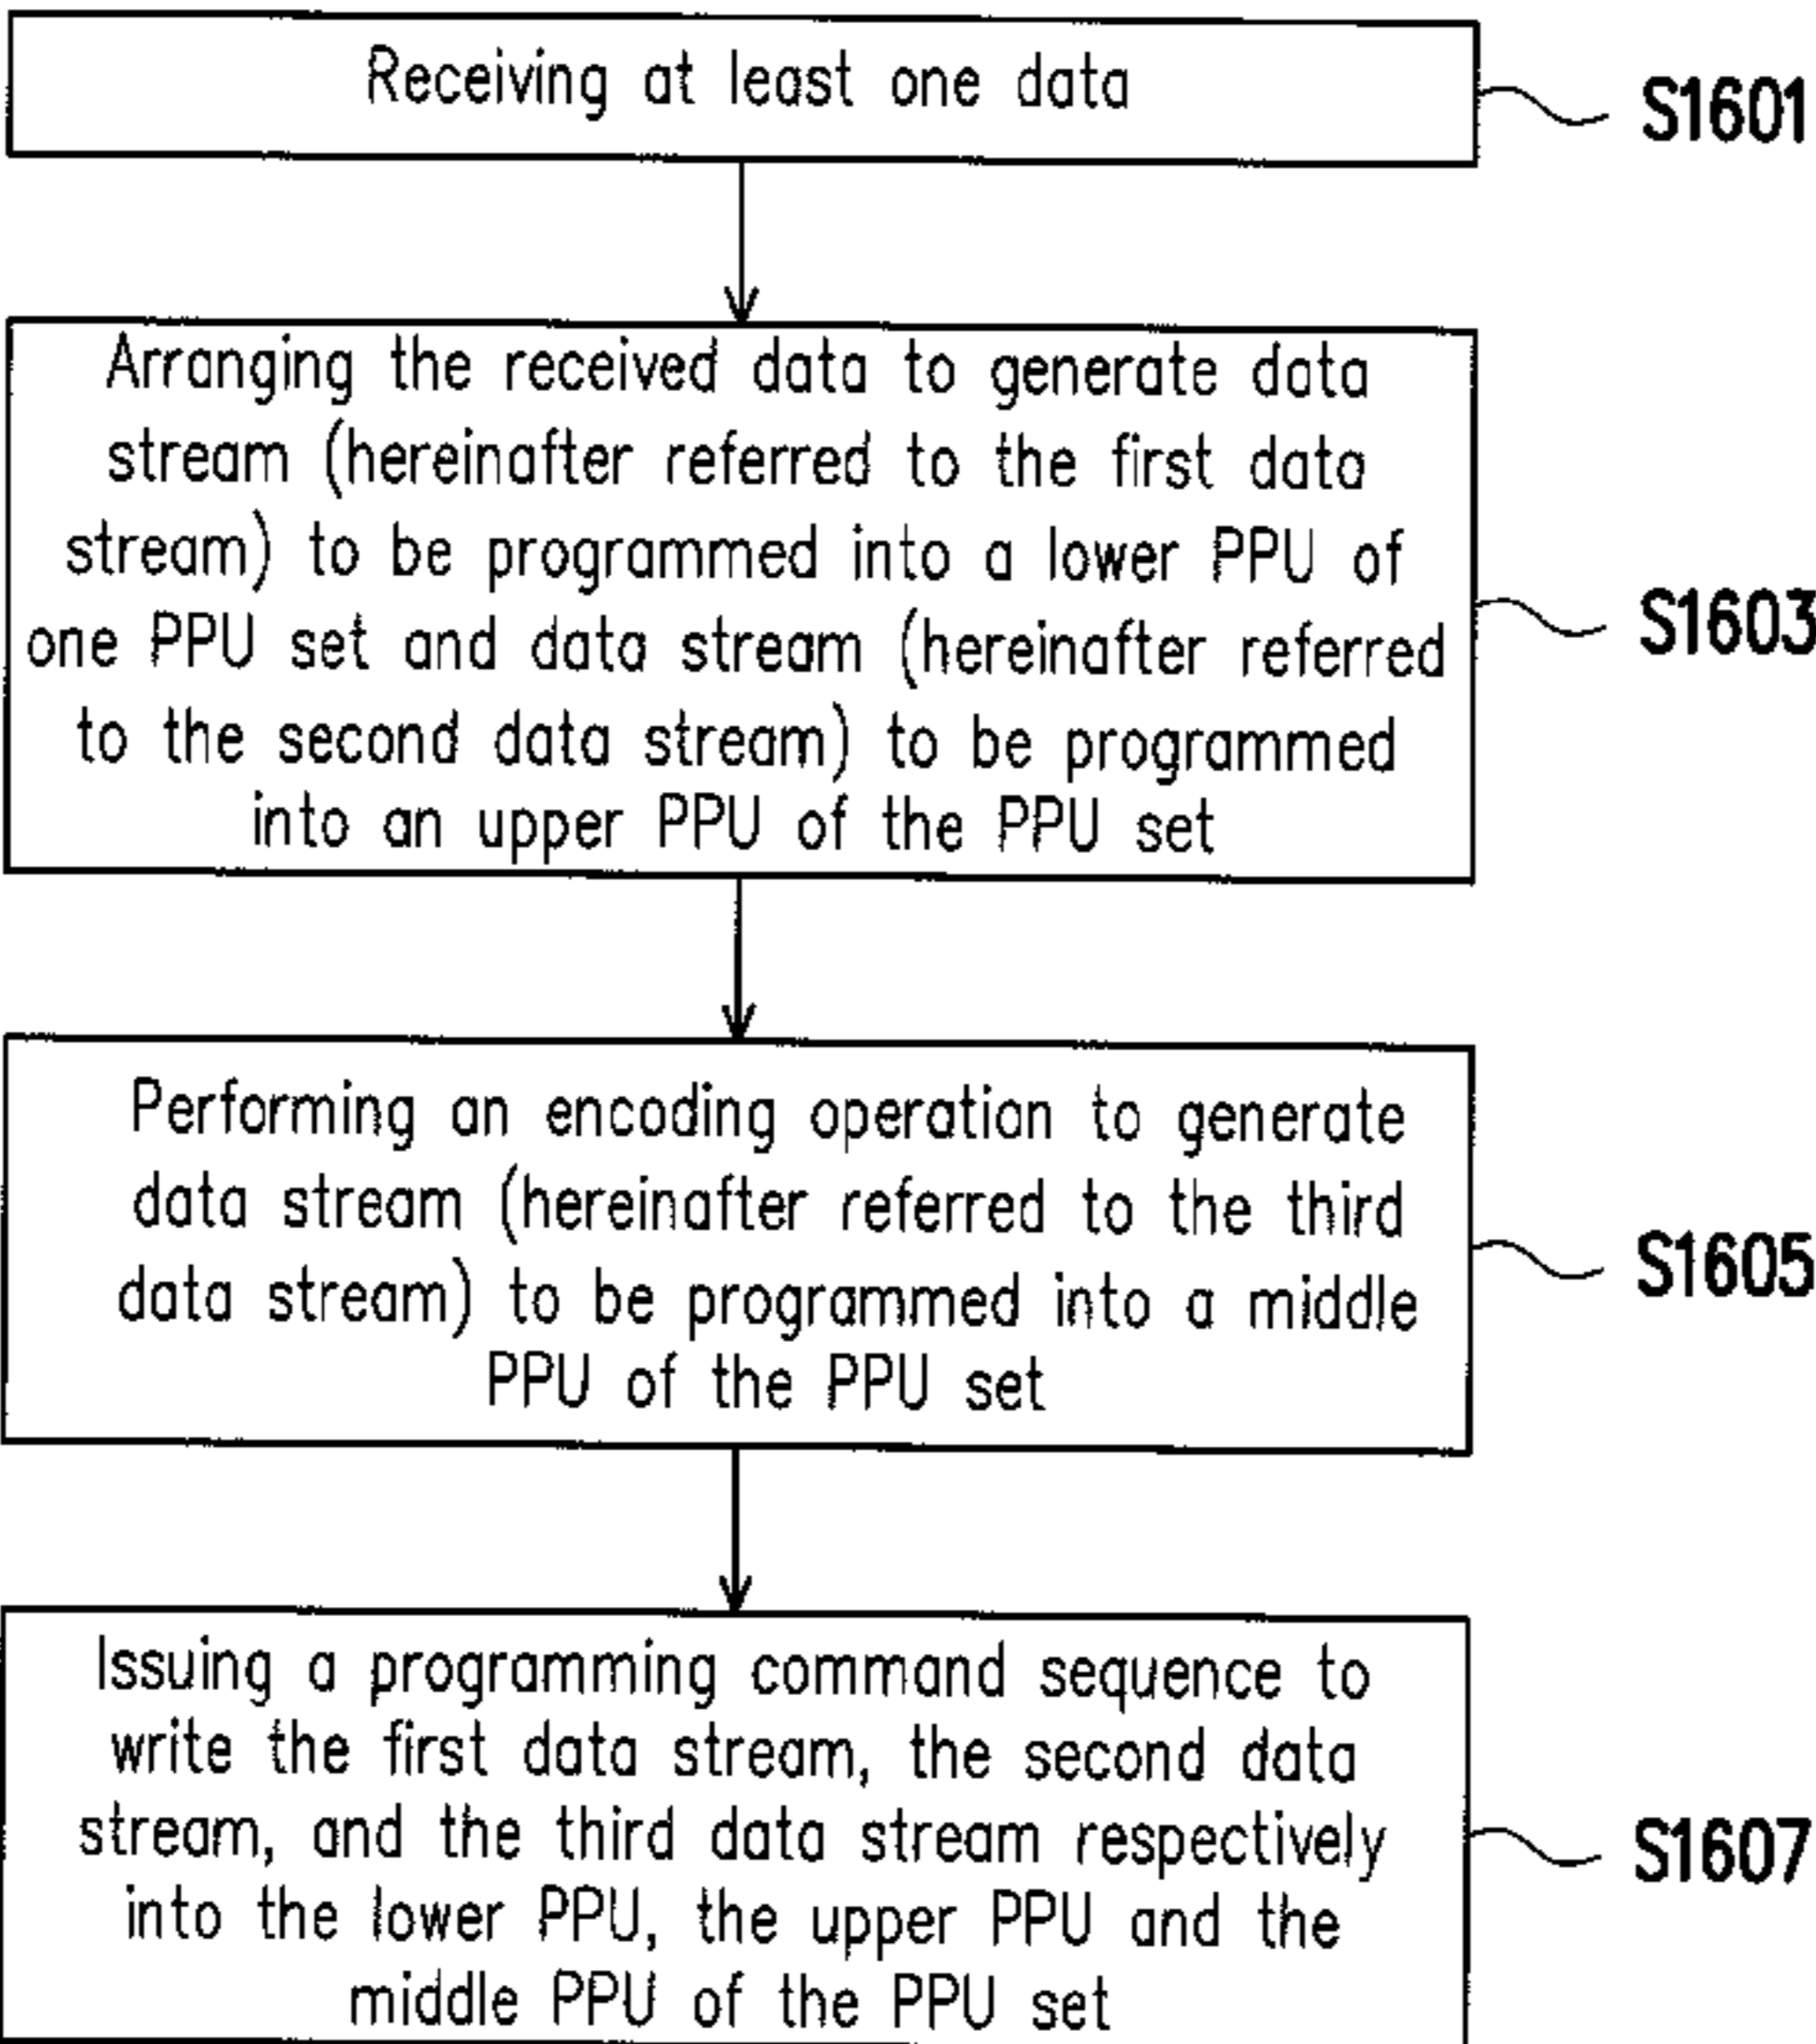 Receiving at least one data
S1601
Arranging the received data to generate data
stream (hereinafter referred to the first data
stream) to be programmed into a lower PPU of
one PPU set and data stream (hereinafter referred
to the second data stream) to be programmed
into an upper PPU of the PPU set
S1603
Performing an encoding operation to generate
data stream (hereinafter referred to the third
data stream) to be programmed into a middle
PPU of the PPU set
S1605
Issuing a programming command sequence to
write the first data stream, the second data
stream, and the third data stream respectively
into the lower PPU, the upper PPU and the
middle PPU of the PPU set
S1607